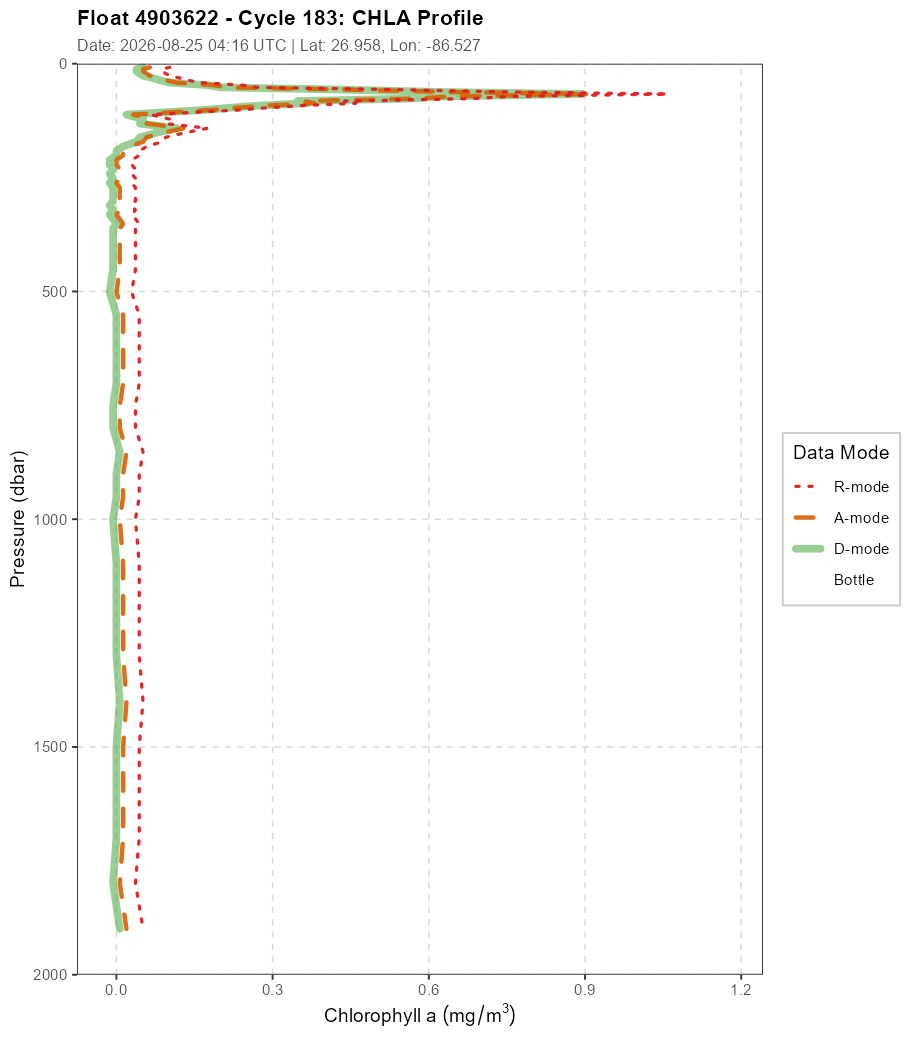 Float 4903622 - Cycle 183: CHLA Profile
Date: 2026-08-25 04:16 UTC | Lat: 26.958, Lon: -86.527
0
500
1000
1500
2000
Pressure (dbar)
0.0 0.3 0.6 0.9 1.2
Chlorophyll a (mg/m³)
Data Mode
R-mode
A-mode
D-mode
Bottle